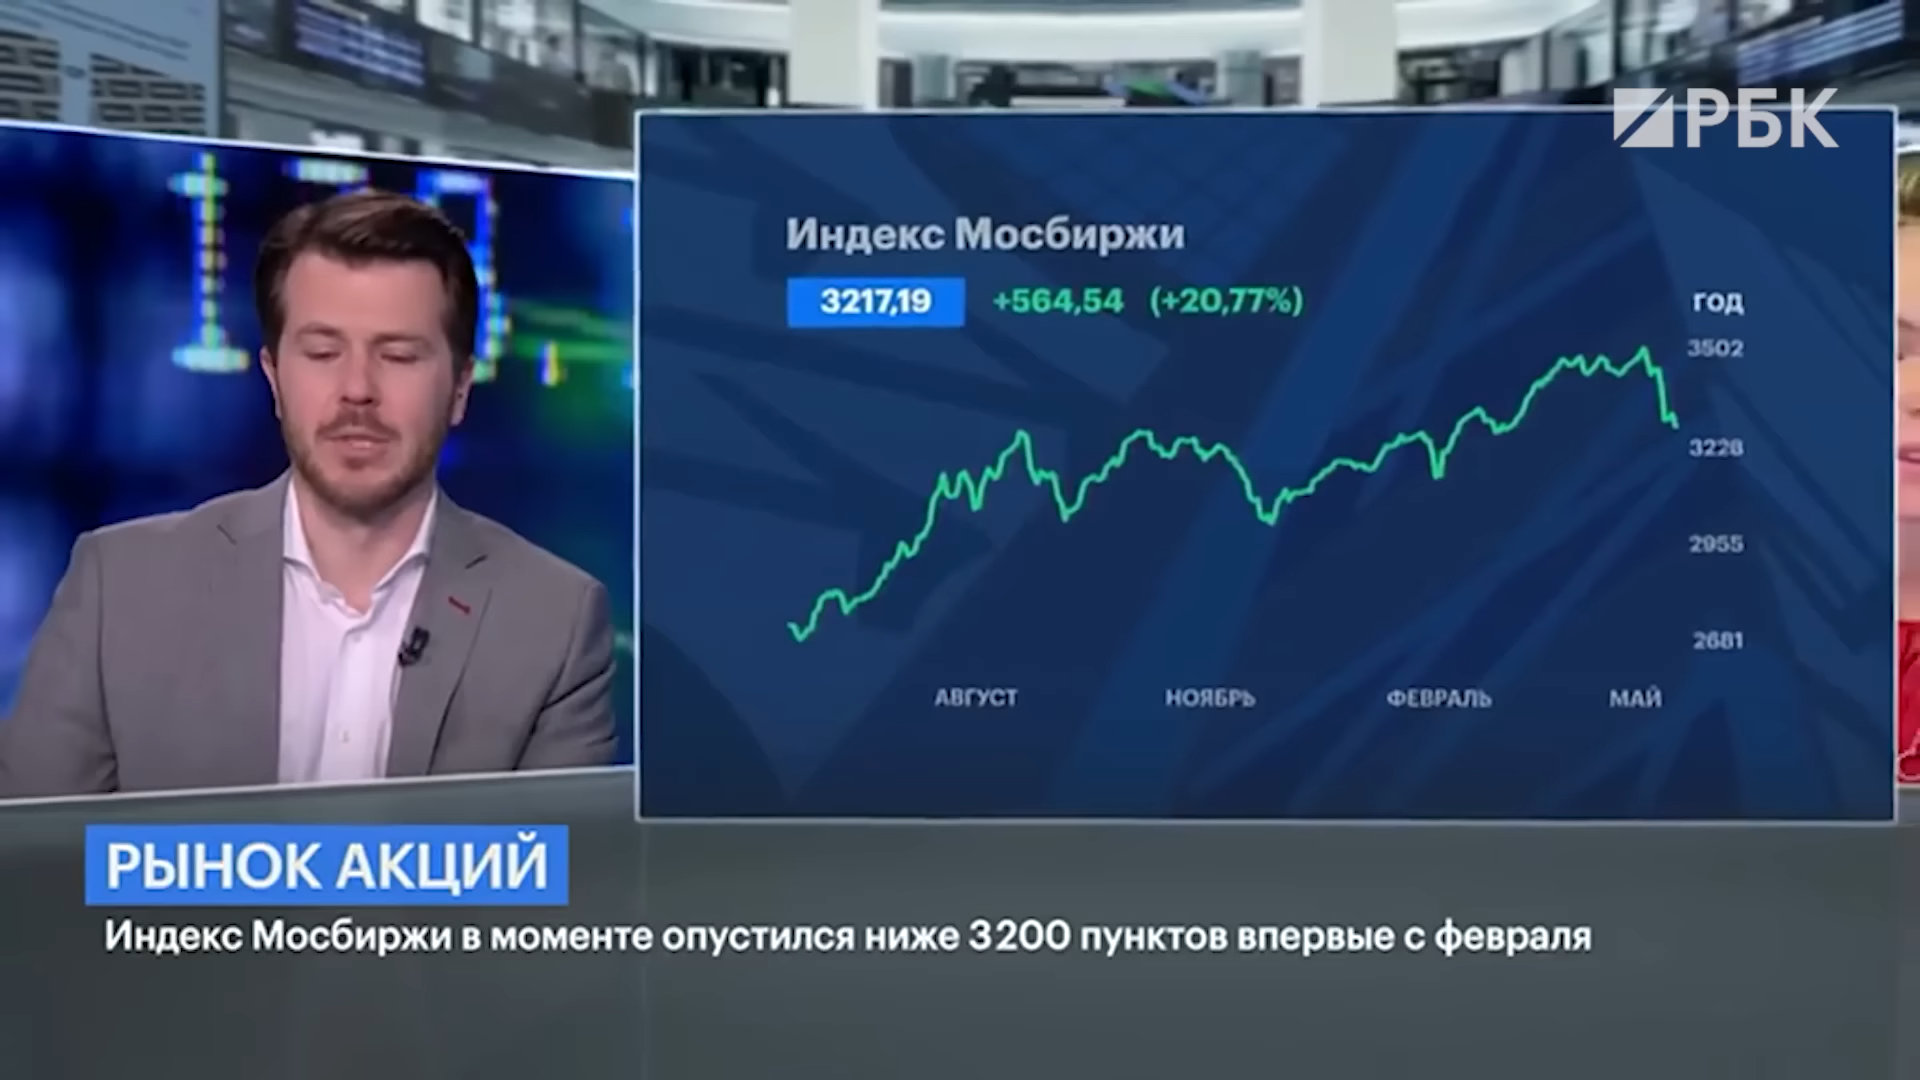 РБК
Индекс Мосбиржи
3217,19 +564,54 (+20,77%)
год
3502
3228
2955
2681
АВГУСТ НОЯБРЬ ФЕВРАЛЬ МАЙ
РЫНОК АКЦИЙ
Индекс Мосбиржи в моменте опустился ниже 3200 пунктов впервые с февраля